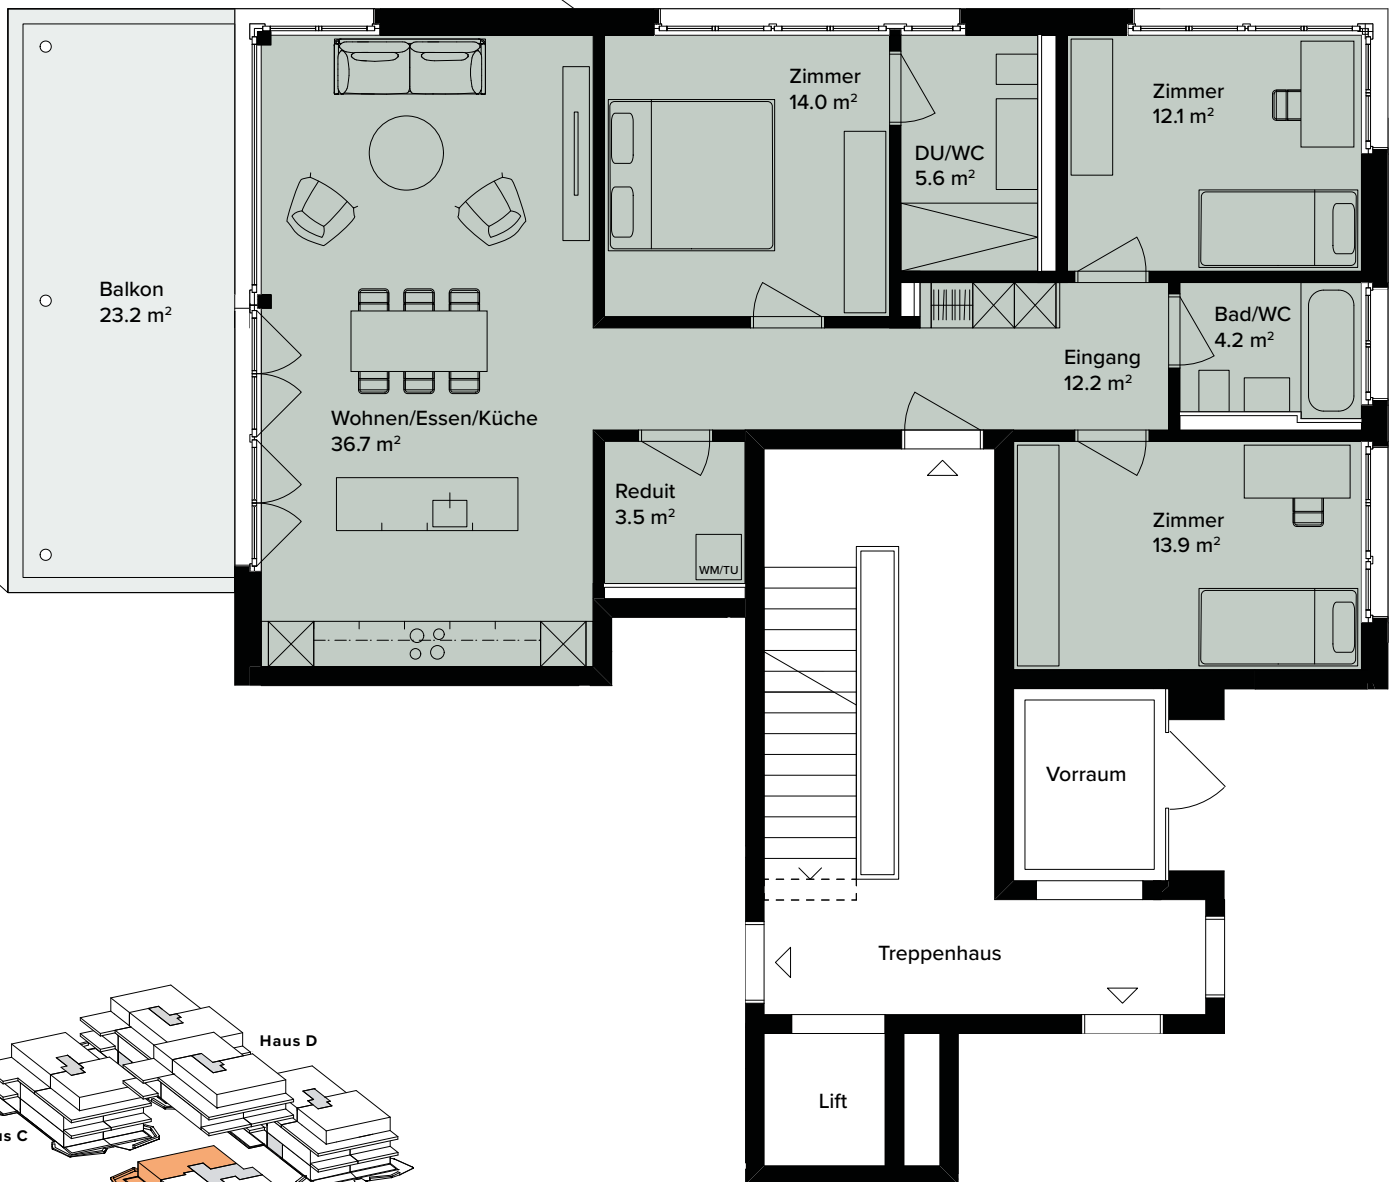 Zimmer
14.0 m²
Zimmer
12.1 m²
DU/WC
5.6 m²
Balkon
23.2 m²
Bad/WC
4.2 m²
Eingang
12.2 m²
Wohnen/Essen/Küche
36.7 m²
Reduit
3.5 m²
WM/TU
Zimmer
13.9 m²
Vorraum
Treppenhaus
Lift
Haus D
C